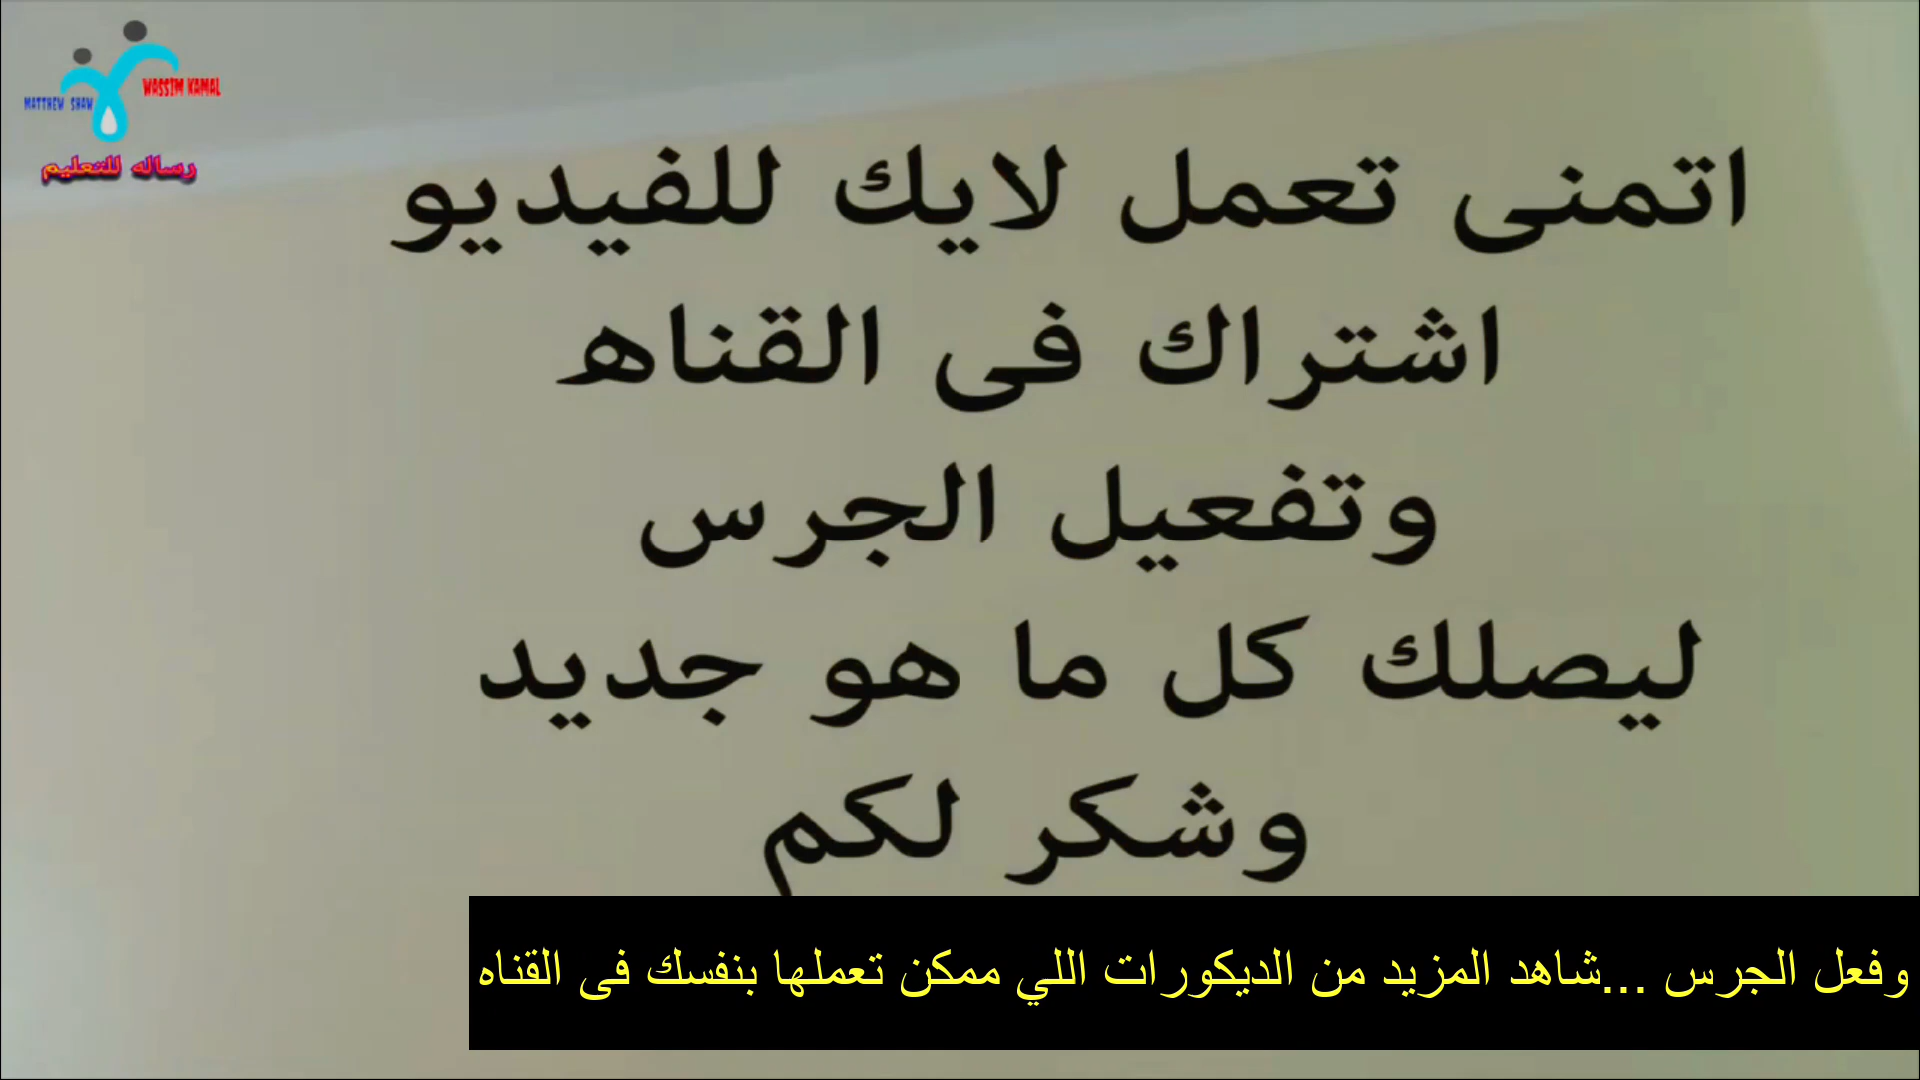 MATTHEW SHAW
WASSIM KAMAL
رساله للتعليم
اتمنى تعمل لايك للفيديو
اشتراك فى القناه
وتفعيل الجرس
ليصلك كل ما هو جديد
وشكر لكم
وفعل الجرس ...شاهد المزيد من الديكورات اللي ممكن تعملها بنفسك فى القناه